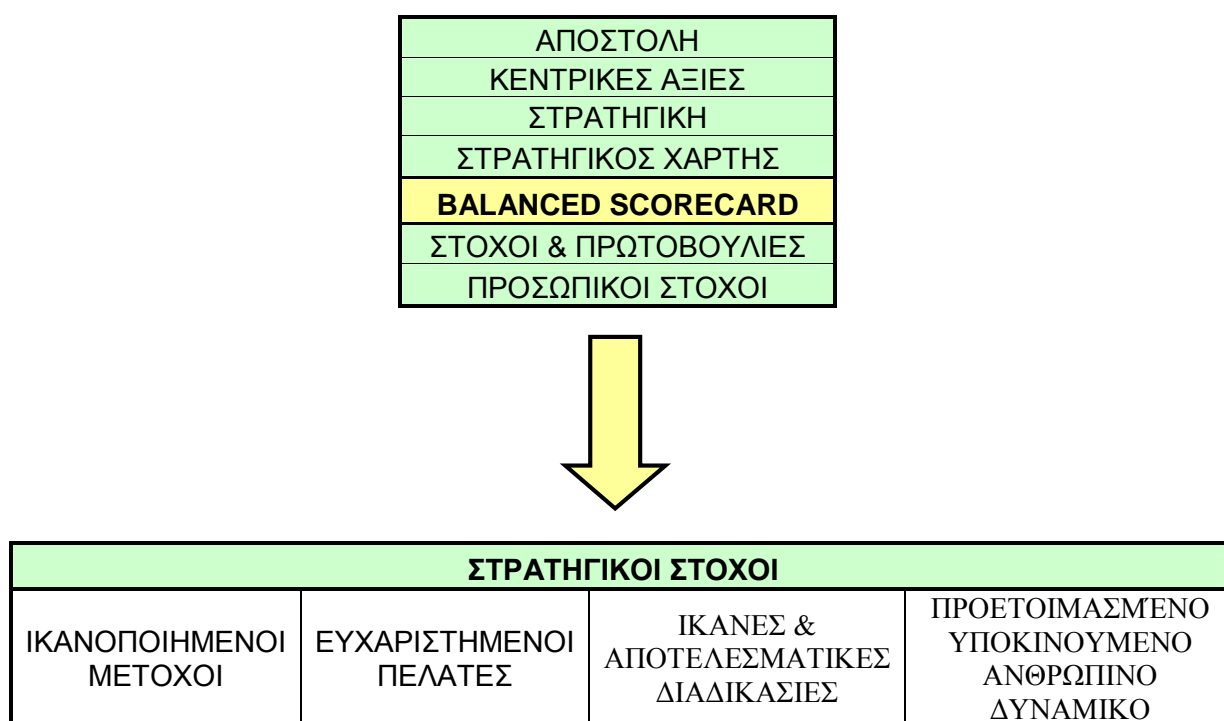 ΑΠΟΣΤΟΛΗ
ΚΕΝΤΡΙΚΕΣ ΑΞΙΕΣ
ΣΤΡΑΤΗΓΙΚΗ
ΣΤΡΑΤΗΓΙΚΟΣ ΧΑΡΤΗΣ
BALANCED SCORECARD
ΣΤΟΧΟΙ & ΠΡΩΤΟΒΟΥΛΙΕΣ
ΠΡΟΣΩΠΙΚΟΙ ΣΤΟΧΟΙ
ΣΤΡΑΤΗΓΙΚΟΙ ΣΤΟΧΟΙ
ΙΚΑΝΟΠΟΙΗΜΕΝΟΙ
ΜΕΤΟΧΟΙ
ΕΥΧΑΡΙΣΤΗΜΕΝΟΙ
ΠΕΛΑΤΕΣ
ΙΚΑΝΕΣ &
ΑΠΟΤΕΛΕΣΜΑΤΙΚΕΣ
ΔΙΑΔΙΚΑΣΙΕΣ
ΠΡΟΕΤΟΙΜΑΣΜΈΝΟ
ΥΠΟΚΙΝΟΥΜΕΝΟ
ΑΝΘΡΩΠΙΝΟ
ΔΥΝΑΜΙΚΟ